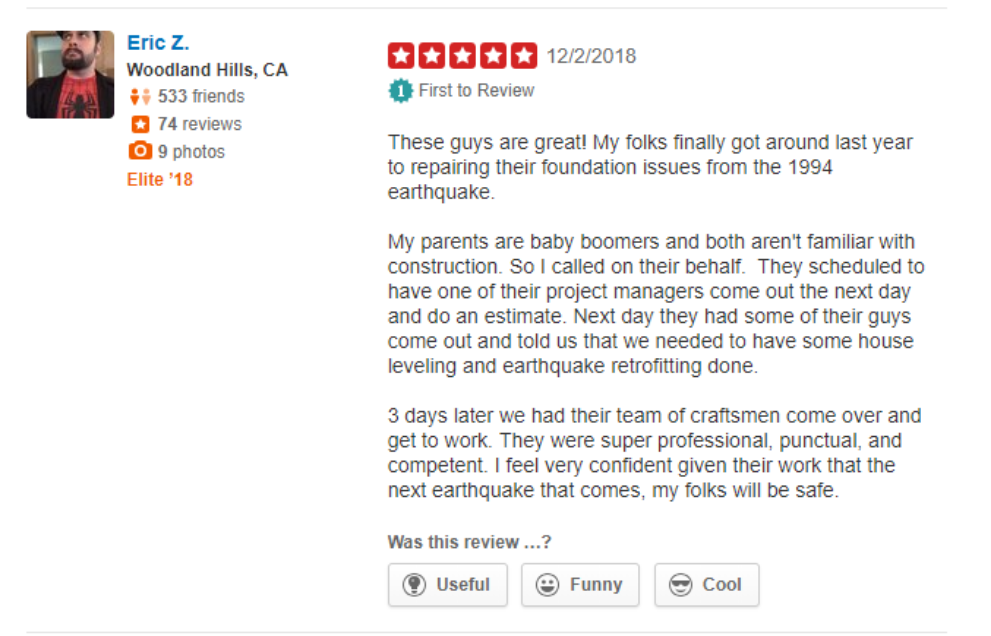 Eric Z.
Woodland Hills, CA
533 friends
74 reviews
9 photos
Elite ’18
12/2/2018
1 First to Review
These guys are great! My folks finally got around last year
to repairing their foundation issues from the 1994
earthquake.
My parents are baby boomers and both aren't familiar with
construction. So I called on their behalf.  They scheduled to
have one of their project managers come out the next day
and do an estimate. Next day they had some of their guys
come out and told us that we needed to have some house
leveling and earthquake retrofitting done.
3 days later we had their team of craftsmen come over and
get to work. They were super professional, punctual, and
competent. I feel very confident given their work that the
next earthquake that comes, my folks will be safe.
Was this review ...?
Useful
Funny
Cool